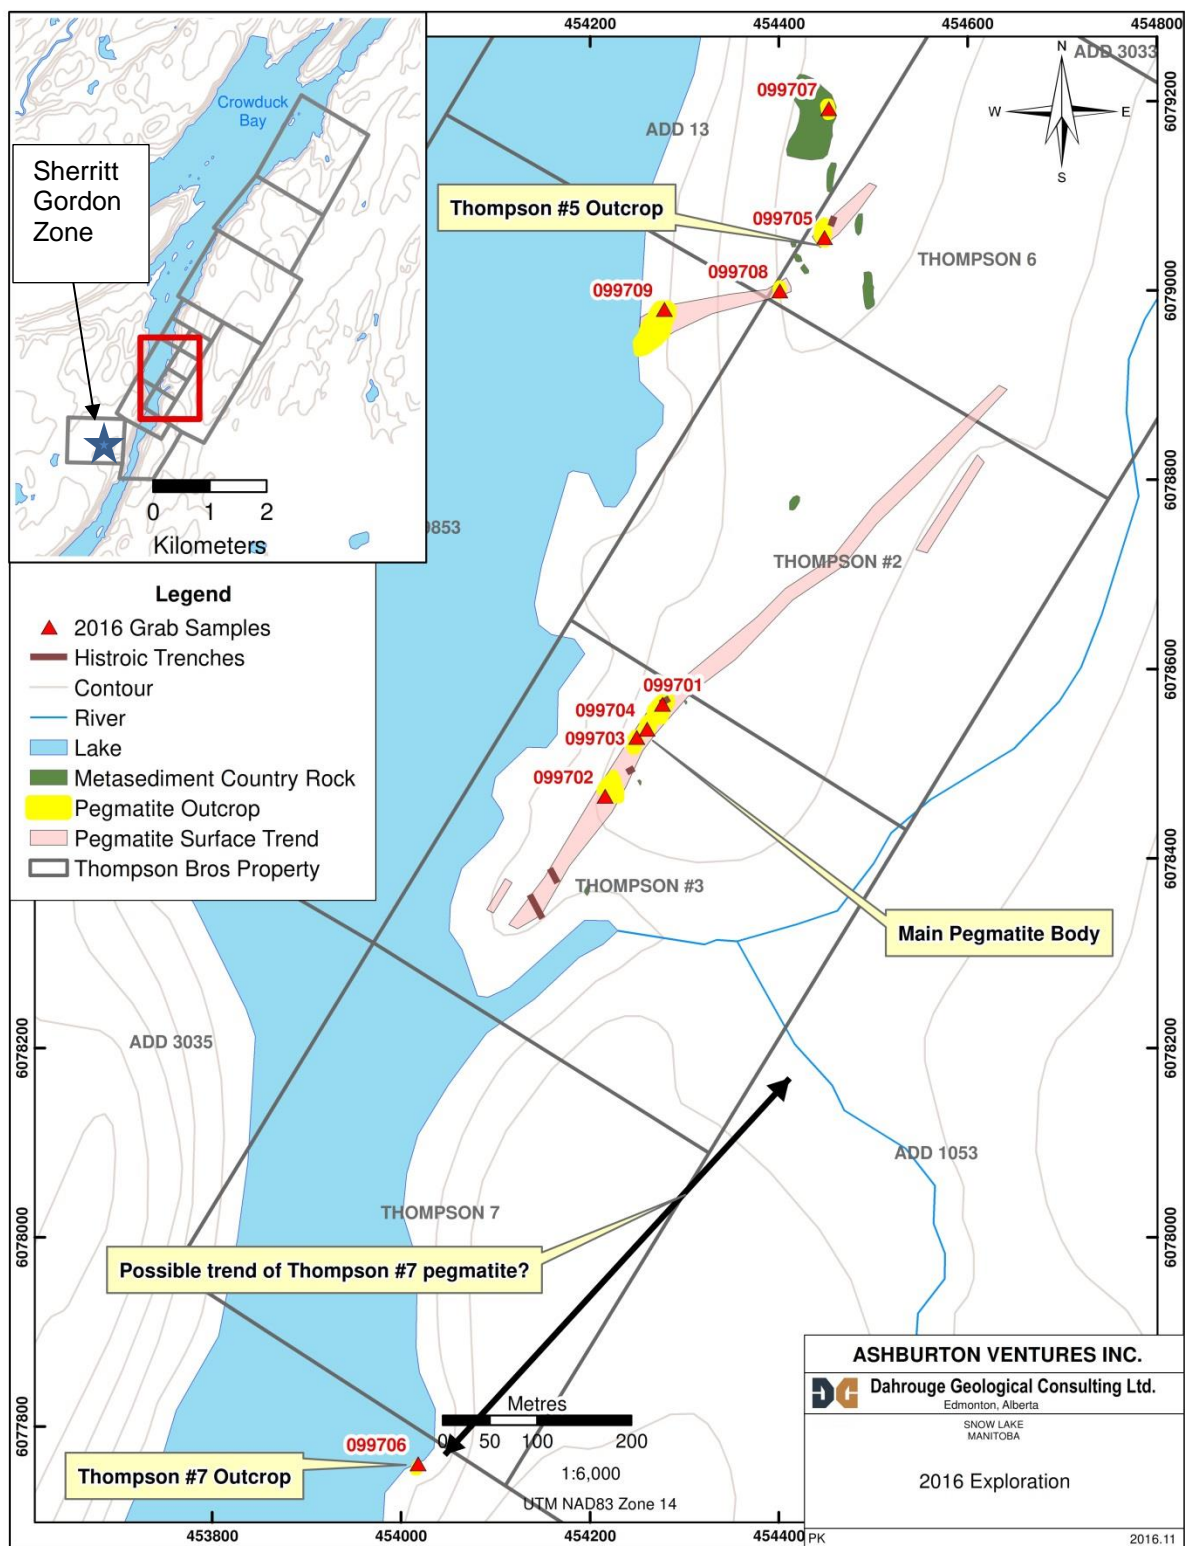 454200
454400
454600
454800
Crowduck
Bay
Sherritt
Gordon
Zone
0
1
2
Kilometers
ADD 3033
N
W
E
S
6079200
099707
ADD 13
Thompson #5 Outcrop
099705
THOMPSON 6
099708
099709
6079000
6078800
9853
THOMPSON #2
Legend
2016 Grab Samples
Histroic Trenches
Contour
River
Lake
Metasediment Country Rock
Pegmatite Outcrop
Pegmatite Surface Trend
Thompson Bros Property
6078600
099701
099704
099703
099702
THOMPSON #3
6078400
Main Pegmatite Body
6078200
ADD 3035
6078200
ADD 1053
THOMPSON 7
6078000
6078000
Possible trend of Thompson #7 pegmatite?
6077800
Metres
0
50
100
200
1:6,000
UTM NAD83 Zone 14
099706
Thompson #7 Outcrop
ASHBURTON VENTURES INC.
Dahrouge Geological Consulting Ltd.
Edmonton, Alberta
SNOW LAKE
MANITOBA
2016 Exploration
PK
2016.11
453800
454000
454200
454400